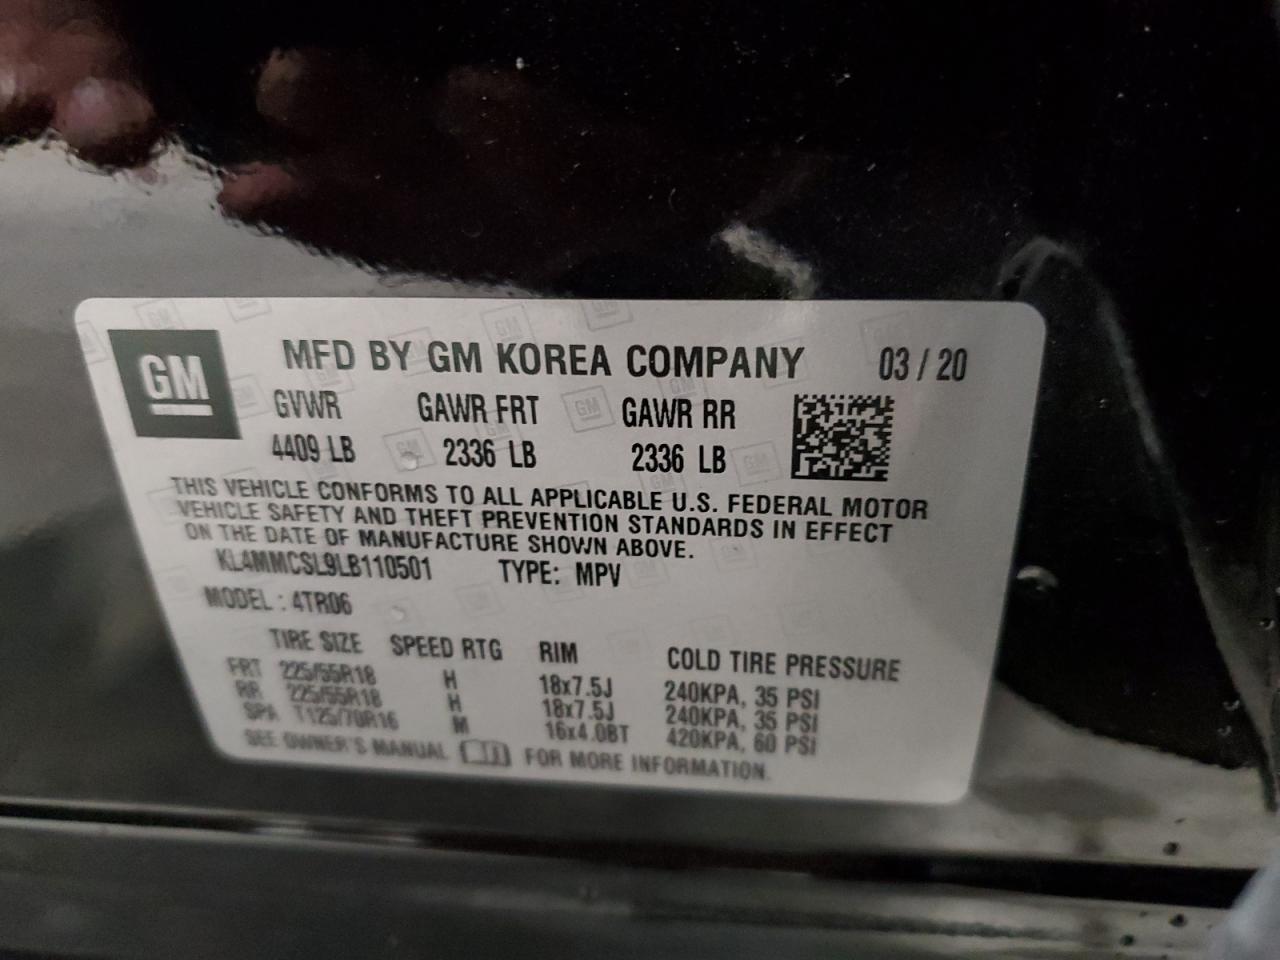 GM
MFD BY GM KOREA COMPANY 03 / 20
GVWR GAWR FRT GAWR RR
4409 LB 2336 LB 2336 LB
THIS VEHICLE CONFORMS TO ALL APPLICABLE U.S. FEDERAL MOTOR
VEHICLE SAFETY AND THEFT PREVENTION STANDARDS IN EFFECT
ON THE DATE OF MANUFACTURE SHOWN ABOVE.
KL4MMCSL9LB110501 TYPE: MPV
MODEL : 4TR06
TIRE SIZE SPEED RTG RIM COLD TIRE PRESSURE
FRT 225/55R18 H 18x7.5J 240KPA, 35 PSI
RR 225/55R18 H 18x7.5J 240KPA, 35 PSI
SPA T125/70R16 M 16x4.0BT 420KPA, 60 PSI
SEE OWNER'S MANUAL FOR MORE INFORMATION.